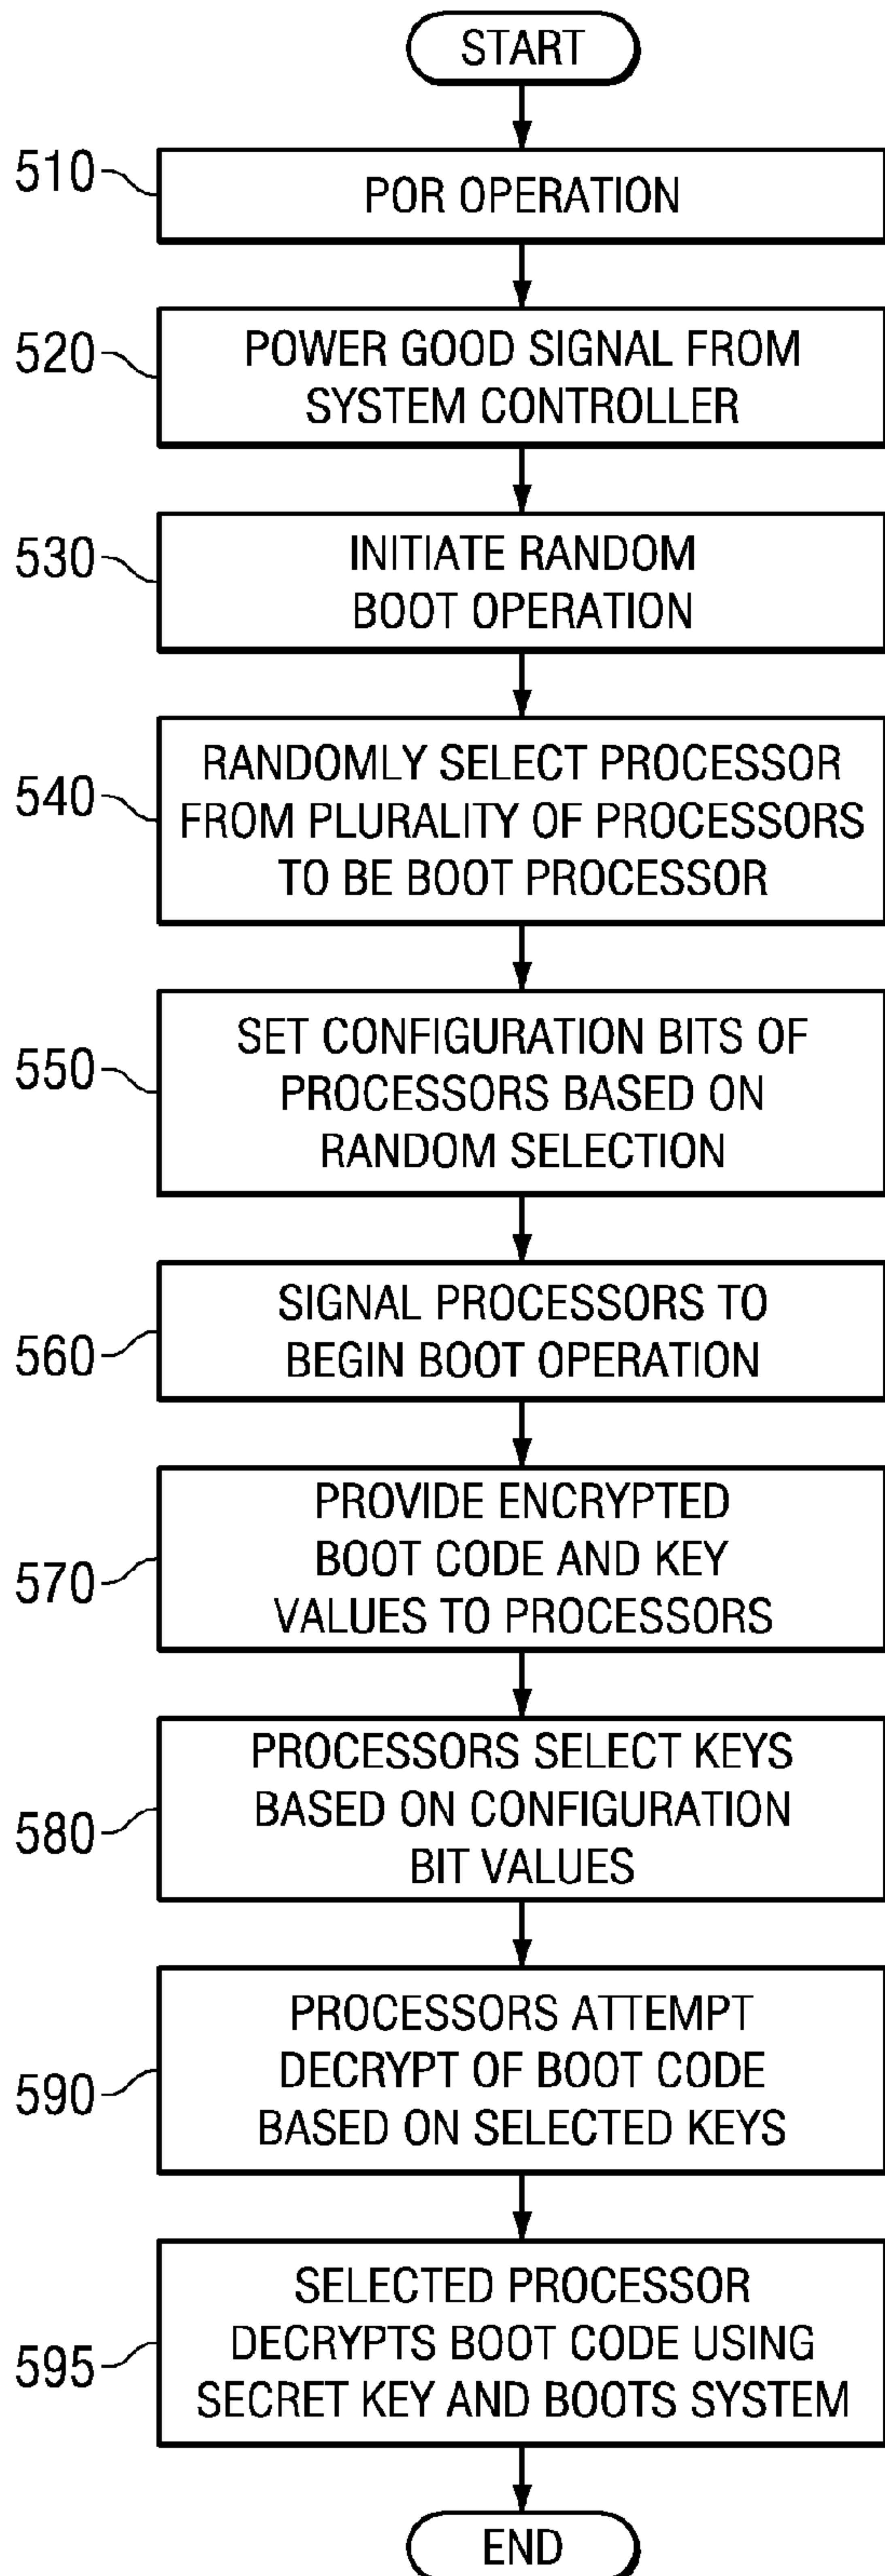 START
510
POR OPERATION
520
POWER GOOD SIGNAL FROM
SYSTEM CONTROLLER
530
INITIATE RANDOM
BOOT OPERATION
540
RANDOMLY SELECT PROCESSOR
FROM PLURALITY OF PROCESSORS
TO BE BOOT PROCESSOR
550
SET CONFIGURATION BITS OF
PROCESSORS BASED ON
RANDOM SELECTION
560
SIGNAL PROCESSORS TO
BEGIN BOOT OPERATION
570
PROVIDE ENCRYPTED
BOOT CODE AND KEY
VALUES TO PROCESSORS
580
PROCESSORS SELECT KEYS
BASED ON CONFIGURATION
BIT VALUES
590
PROCESSORS ATTEMPT
DECRYPT OF BOOT CODE
BASED ON SELECTED KEYS
595
SELECTED PROCESSOR
DECRYPTS BOOT CODE USING
SECRET KEY AND BOOTS SYSTEM
END